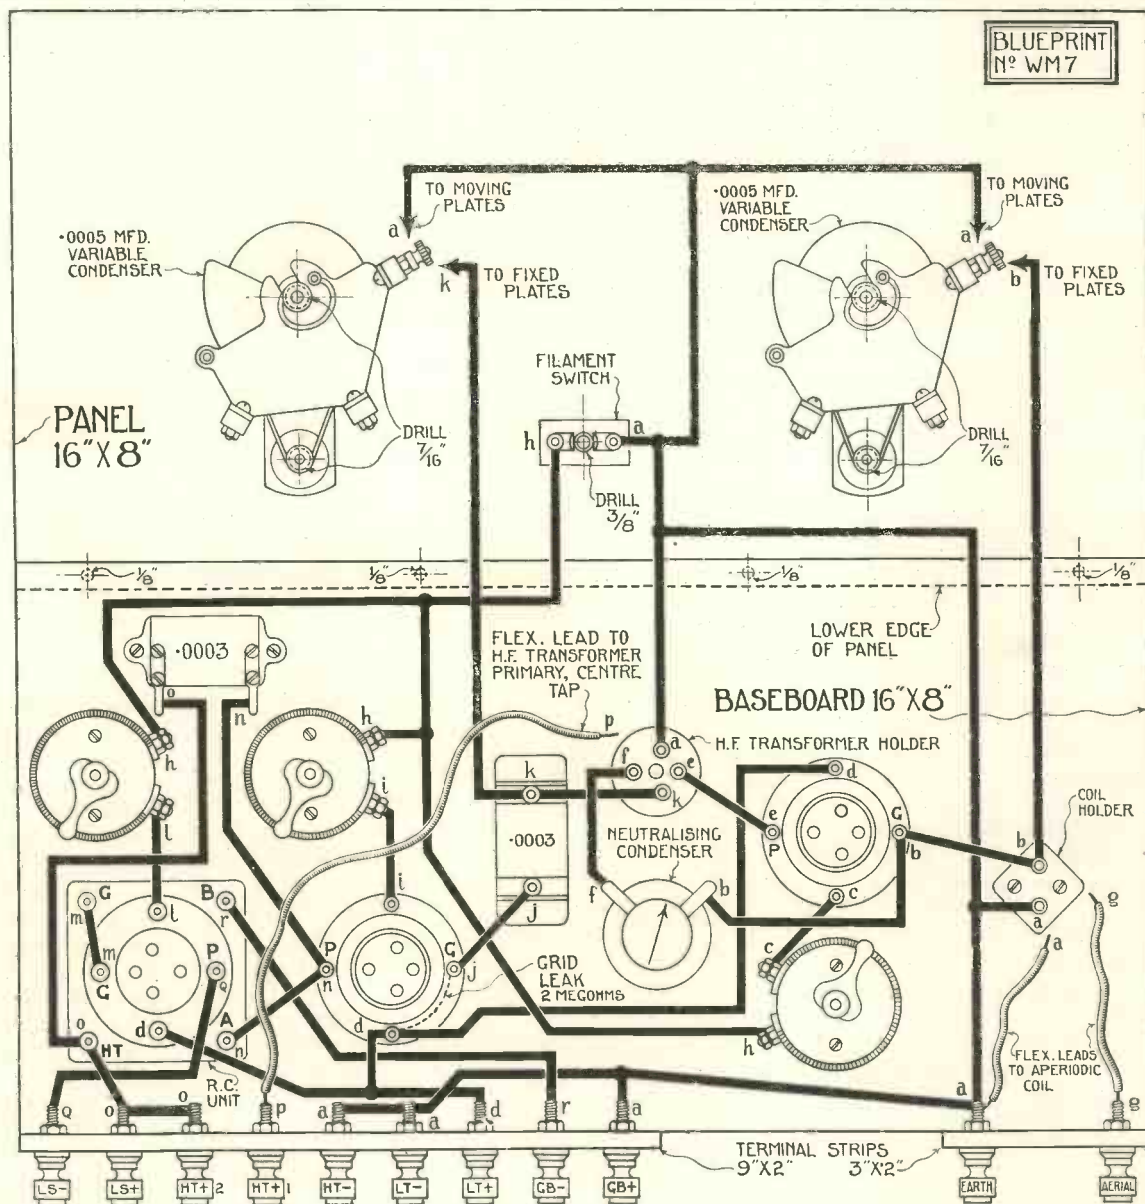 BLUEPRINT
Nº WM7
TO MOVING
PLATES
a
·0005 MFD.
VARIABLE
CONDENSER
k
TO FIXED
PLATES
·0005 MFD.
VARIABLE
CONDENSER
TO MOVING
PLATES
a
b
TO FIXED
PLATES
FILAMENT
SWITCH
h
a
DRILL
3/8"
PANEL
16"X8"
DRILL
7/16"
DRILL
7/16"
1/8"
1/8"
1/8"
1/8"
LOWER EDGE
OF PANEL
·0003
o
n
FLEX. LEAD TO
H.F. TRANSFORMER
PRIMARY, CENTRE
TAP
p
BASEBOARD 16"X8"
H.F. TRANSFORMER HOLDER
h
l
h
i
k
·0003
j
a
f
e
k
NEUTRALISING
CONDENSER
f
b
d
e
P
G
b
c
COIL
HOLDER
b
a
a
g
G
m
m
G
l
B
r
P
Q
d
A
n
o
HT
R.C.
UNIT
i
P
n
G
j
d
GRID
LEAK
2 MEGOHMS
c
h
FLEX. LEADS
TO APERIODIC
COIL
Q
o
o
p
a
a
d
r
a
a
g
TERMINAL STRIPS
9"X2"
3"X2"
LS-
LS+
HT+2
HT+1
HT-
LT-
LT+
GB-
GB+
EARTH
AERIAL